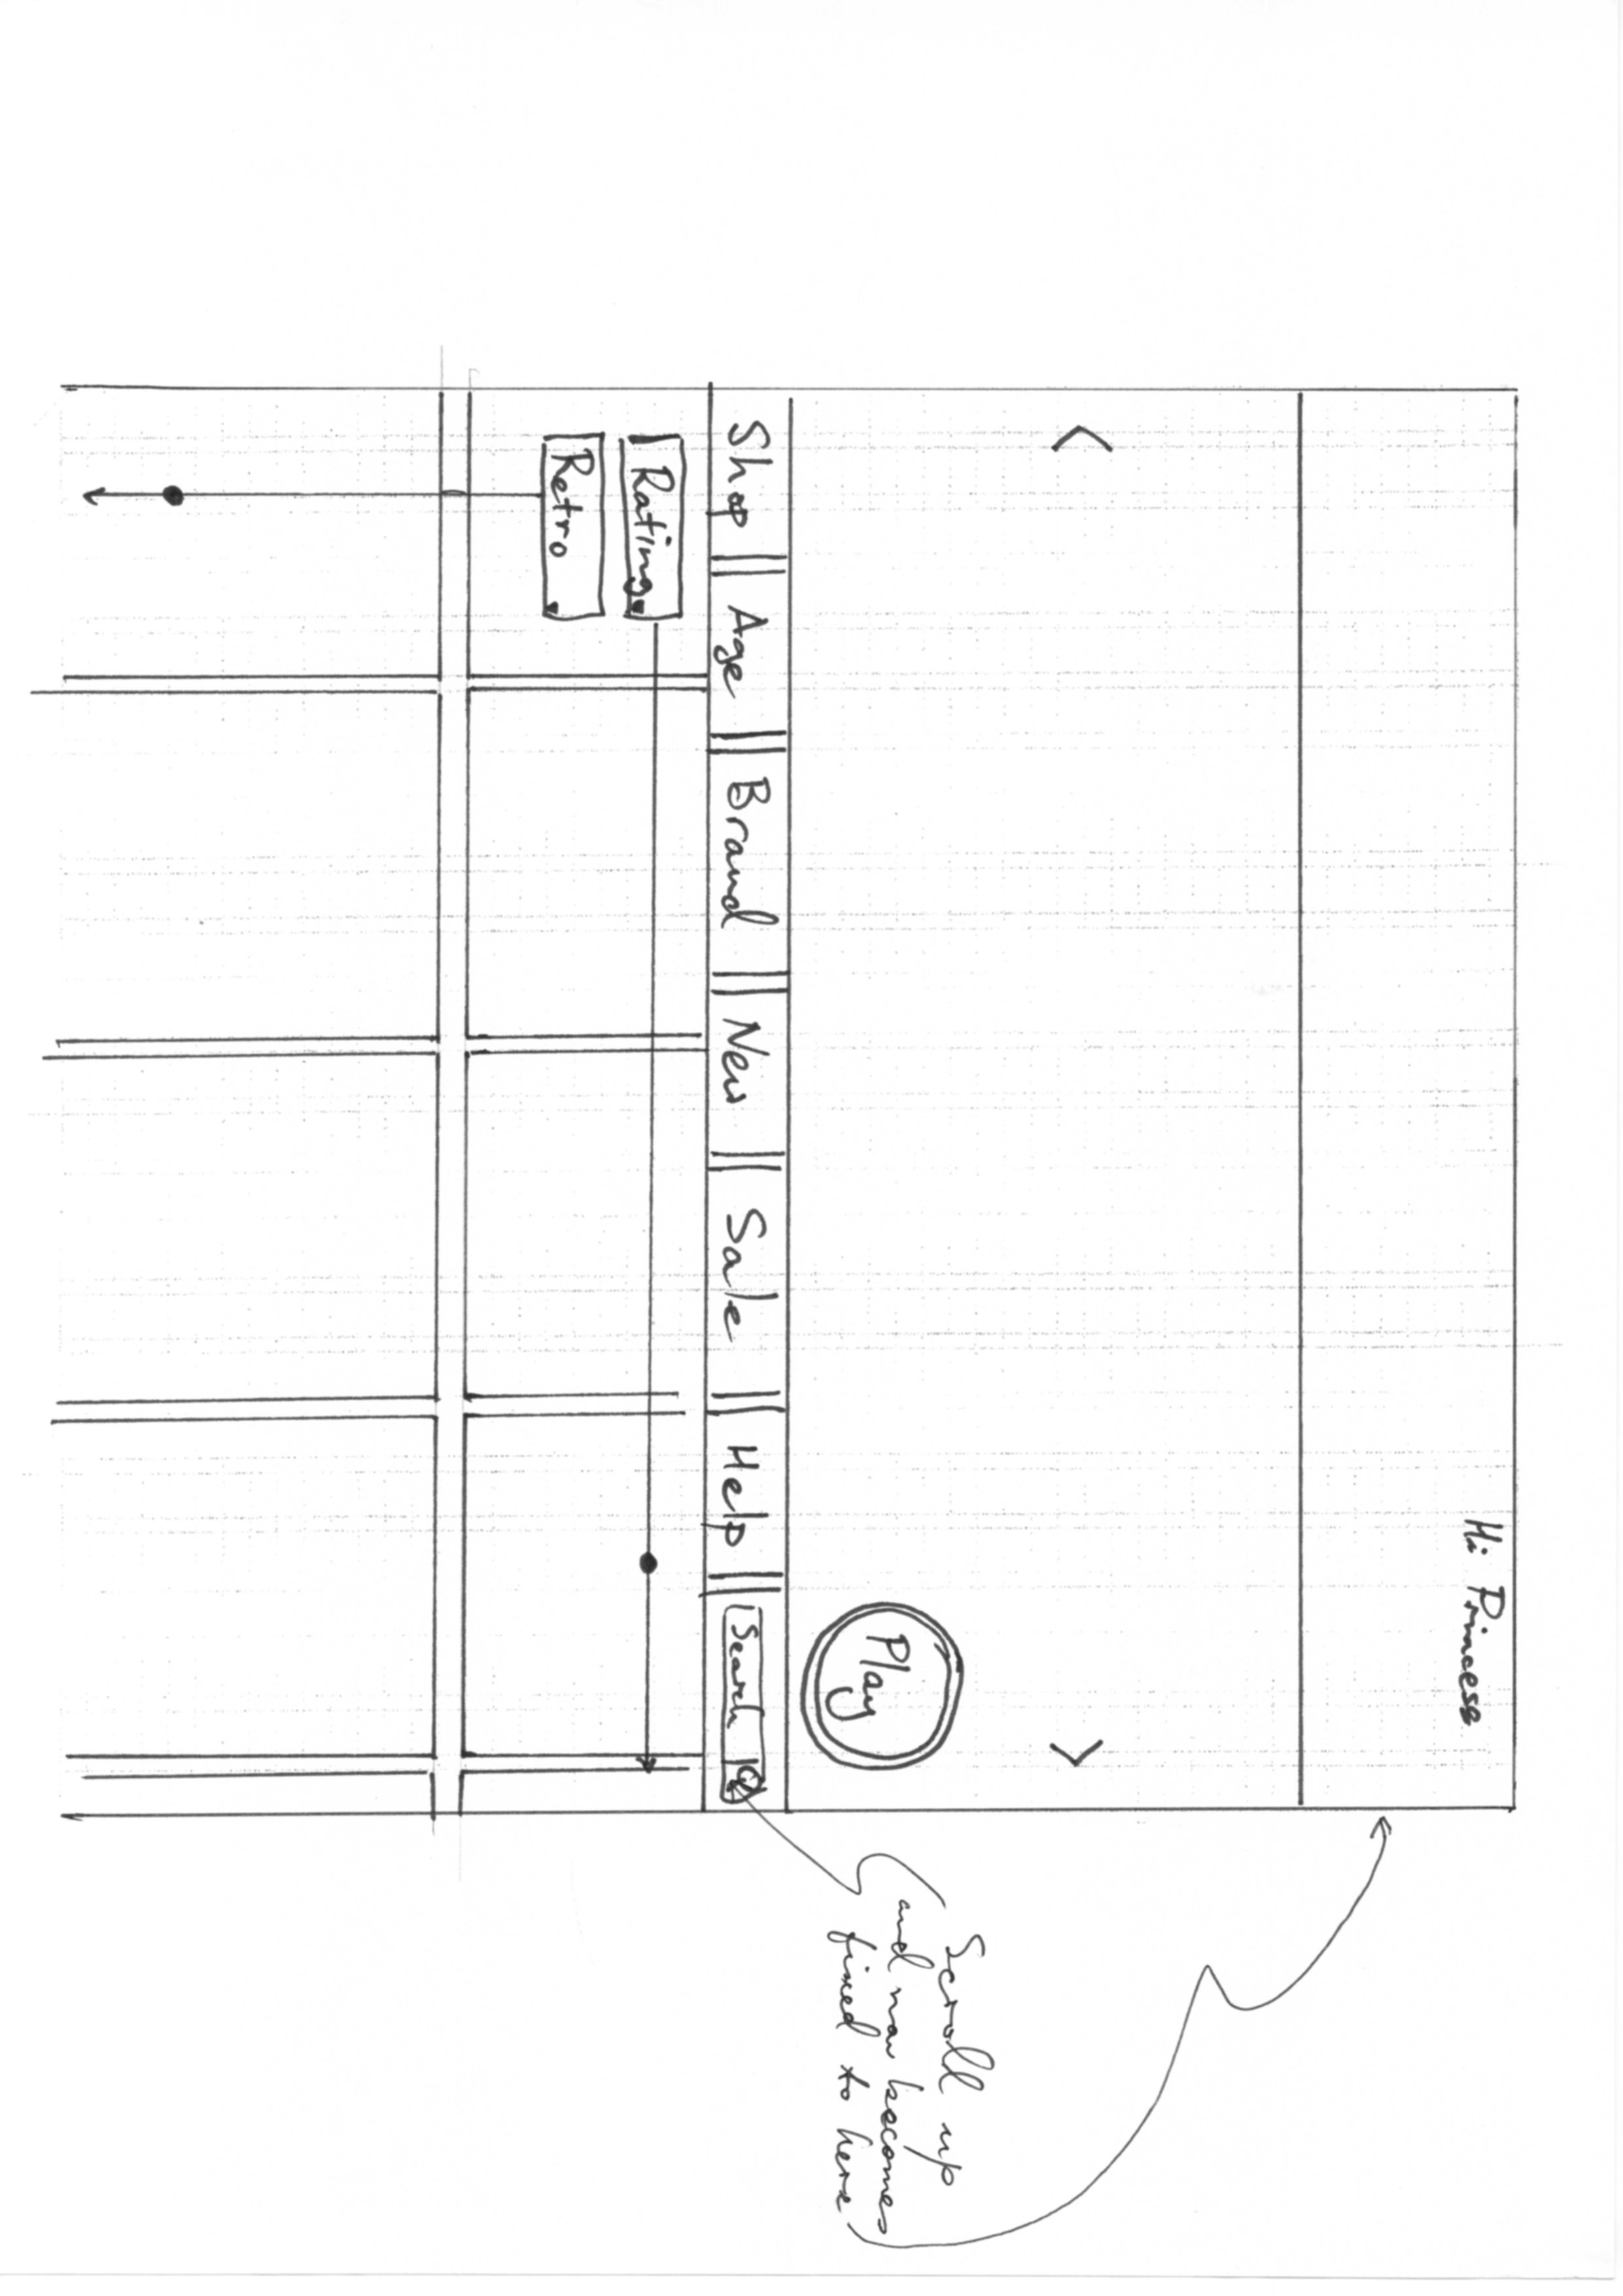 Hi Princess
Play
Shop
Age
Brand
New
Sale
Help
Search
Rating
Retro
Scroll up
and nav becomes
fixed to here